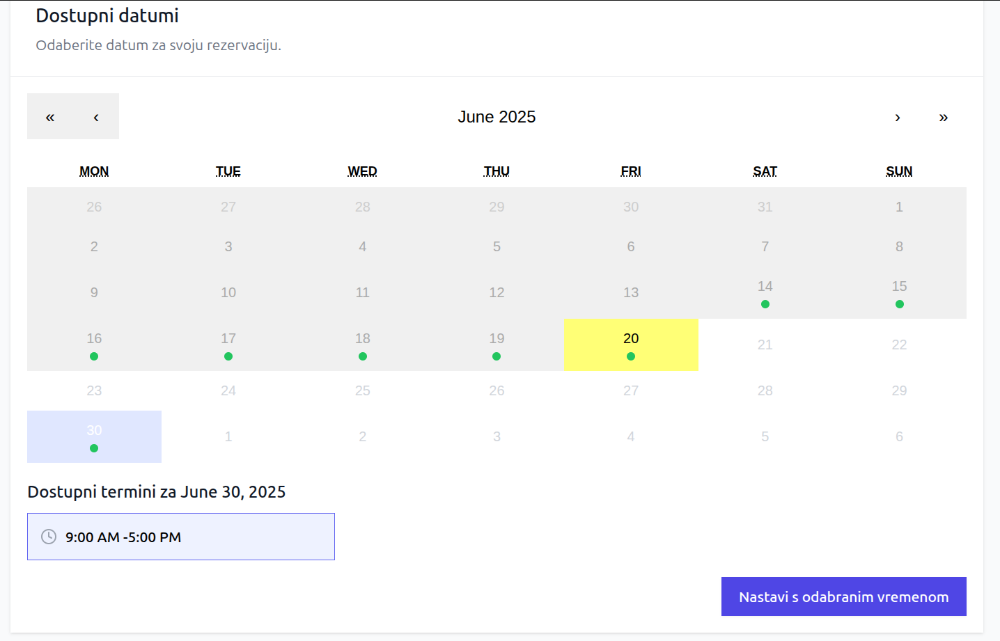 Dostupni datumi
Odaberite datum za svoju rezervaciju.
« ‹ June 2025 › »
MON TUE WED THU FRI SAT SUN
26 27 28 29 30 31 1
2 3 4 5 6 7 8
9 10 11 12 13 14 15
16 17 18 19 20 21 22
23 24 25 26 27 28 29
30 1 2 3 4 5 6
Dostupni termini za June 30, 2025
9:00 AM -5:00 PM
Nastavi s odabranim vremenom